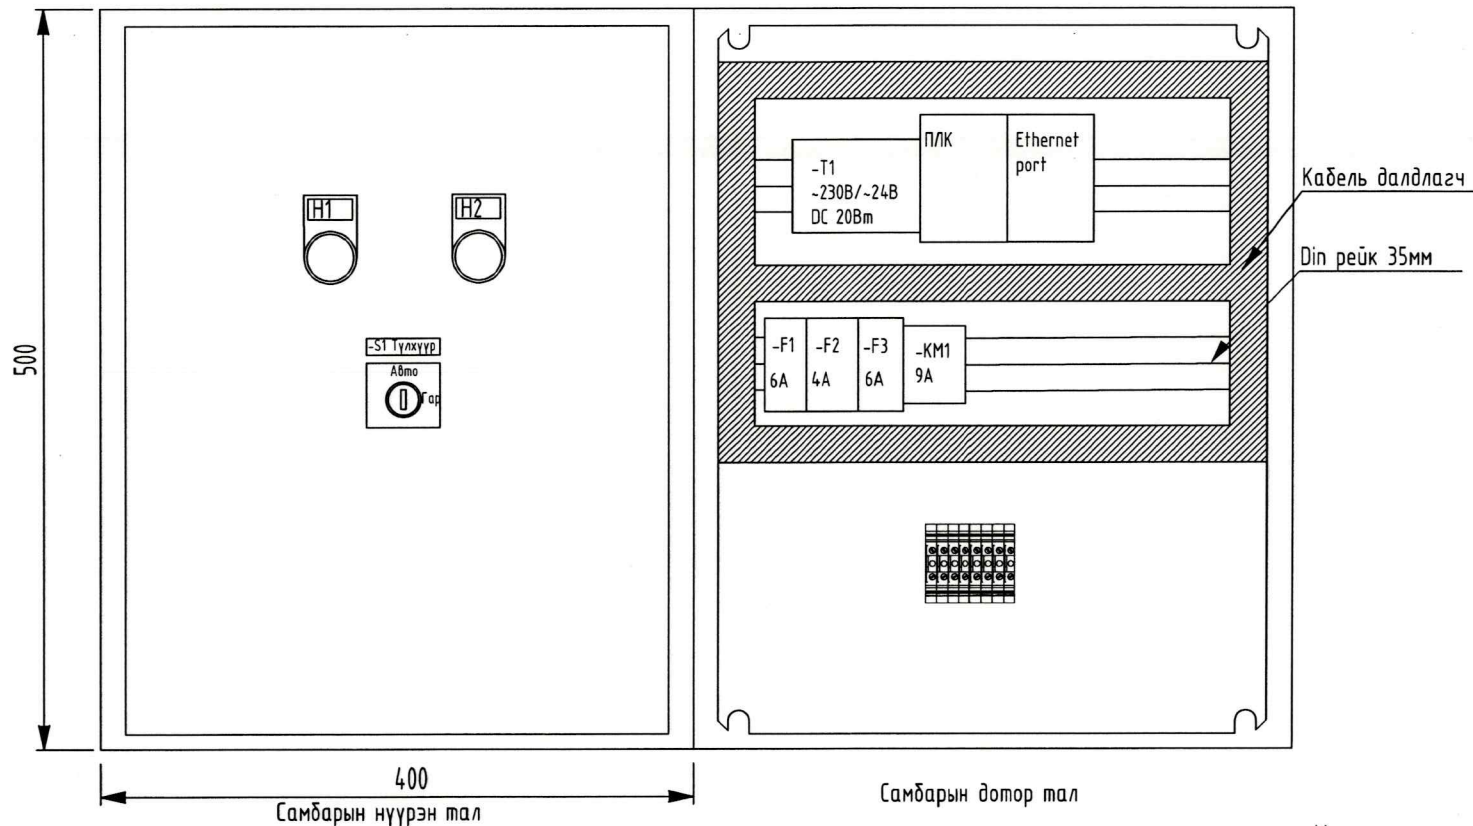 500
H1
H2
-S1 Түлхүүр
Авто
Гар
400
Самбарын нүүрэн тал
ПЛК
Ethernet
port
-T1
~230В/~24В
DC 20Вт
Кабель далдлагч
Din рейк 35мм
-F1
6A
-F2
4A
-F3
6A
-KM1
9A
Самбарын дотор тал